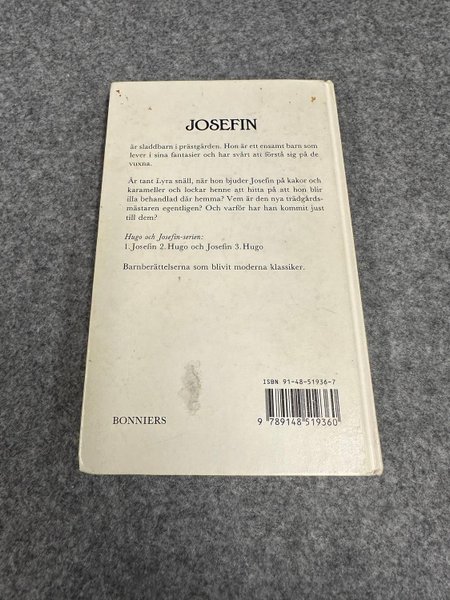 JOSEFIN
är sladdbarn i prästgården. Hon är ett ensamt barn som
lever i sina fantasier och har svårt att förstå sig på de
vuxna.
Är tant Lyra snäll, när hon bjuder Josefin på kakor och
karameller och lockar henne att hitta på att hon blir
illa behandlad där hemma? Vem är den nya trädgårds-
mästaren egentligen? Och varför har han kommit just
till dem?
Hugo och Josefin-serien:
1. Josefin 2. Hugo och Josefin 3. Hugo
Barnberättelserna som blivit moderna klassiker.
ISBN 91-48-51936-7
BONNIERS
9 789148 519360